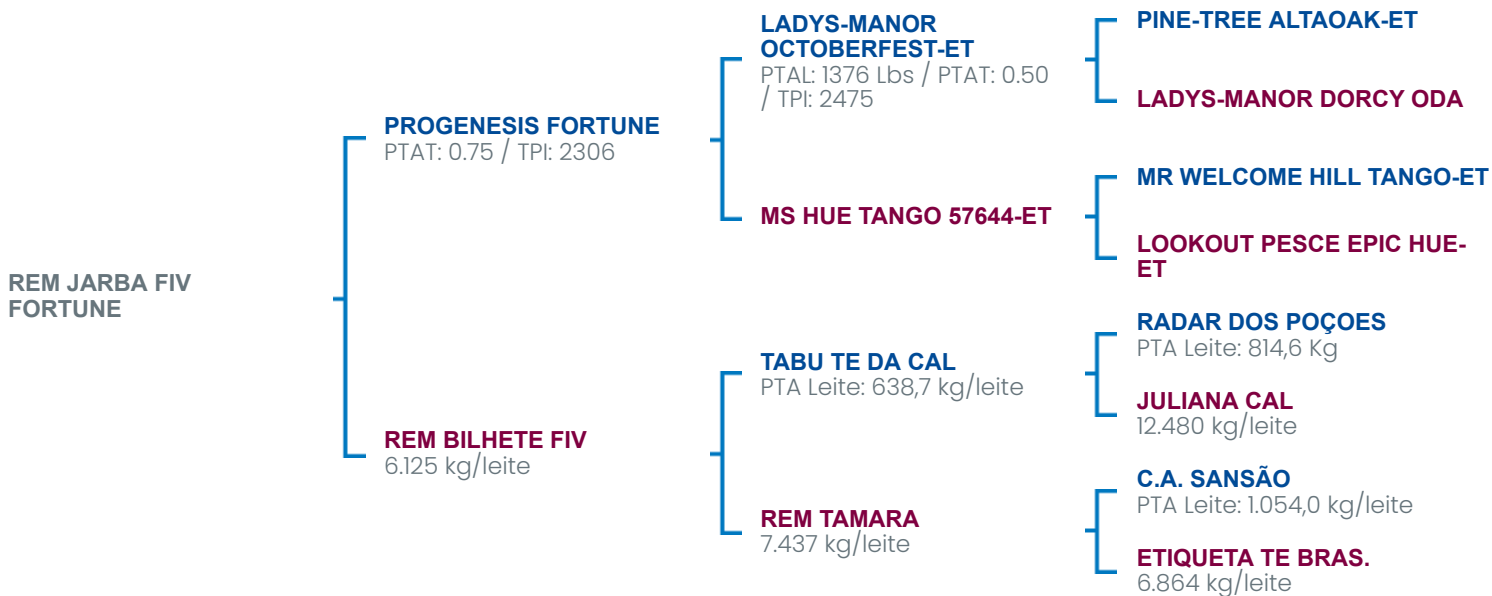 REM JARBA FIV
FORTUNE
PROGENESIS FORTUNE
PTAT: 0.75 / TPI: 2306
REM BILHETE FIV
6.125 kg/leite
LADYS-MANOR
OCTOBERFEST-ET
PTAL: 1376 Lbs / PTAT: 0.50
/ TPI: 2475
MS HUE TANGO 57644-ET
TABU TE DA CAL
PTA Leite: 638,7 kg/leite
REM TAMARA
7.437 kg/leite
PINE-TREE ALTAOAK-ET
LADYS-MANOR DORCY ODA
MR WELCOME HILL TANGO-ET
LOOKOUT PESCE EPIC HUE-
ET
RADAR DOS POÇOES
PTA Leite: 814,6 Kg
JULIANA CAL
12.480 kg/leite
C.A. SANSÃO
PTA Leite: 1.054,0 kg/leite
ETIQUETA TE BRAS.
6.864 kg/leite